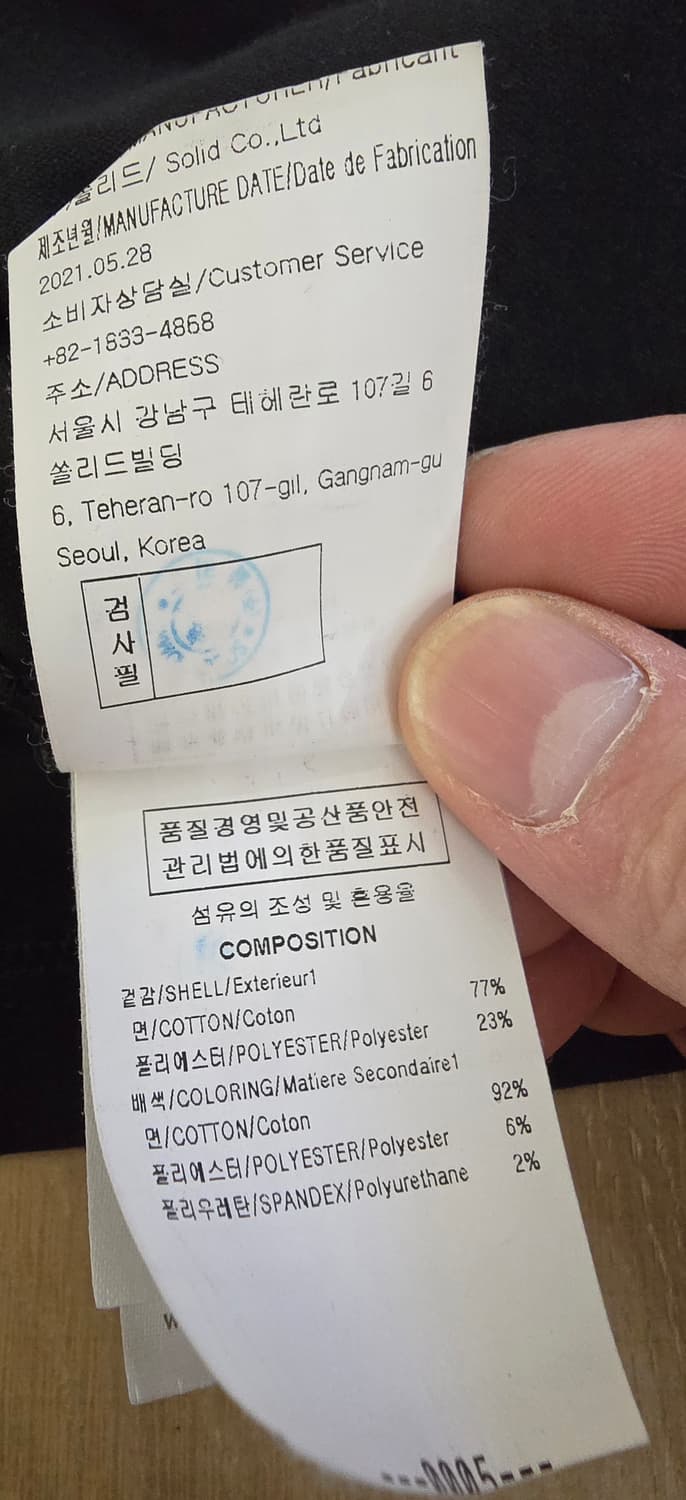 MANUFACTURER/Fabricant
쏠리드/ Solid Co.,Ltd
제조년월/MANUFACTURE DATE/Date de Fabrication
2021.05.28
소비자상담실/Customer Service
+82-1833-4868
주소/ADDRESS
서울시 강남구 테헤란로 107길 6
쏠리드빌딩
6, Teheran-ro 107-gil, Gangnam-gu
Seoul, Korea
검사필
품질경영및공산품안전
관리법에의한품질표시
섬유의 조성 및 혼용율
COMPOSITION
겉감/SHELL/Exterieur1
면/COTTON/Coton 77%
폴리에스터/POLYESTER/Polyester 23%
배색/COLORING/Matiere Secondaire1
면/COTTON/Coton 92%
폴리에스터/POLYESTER/Polyester 6%
폴리우레탄/SPANDEX/Polyurethane 2%
---0005---